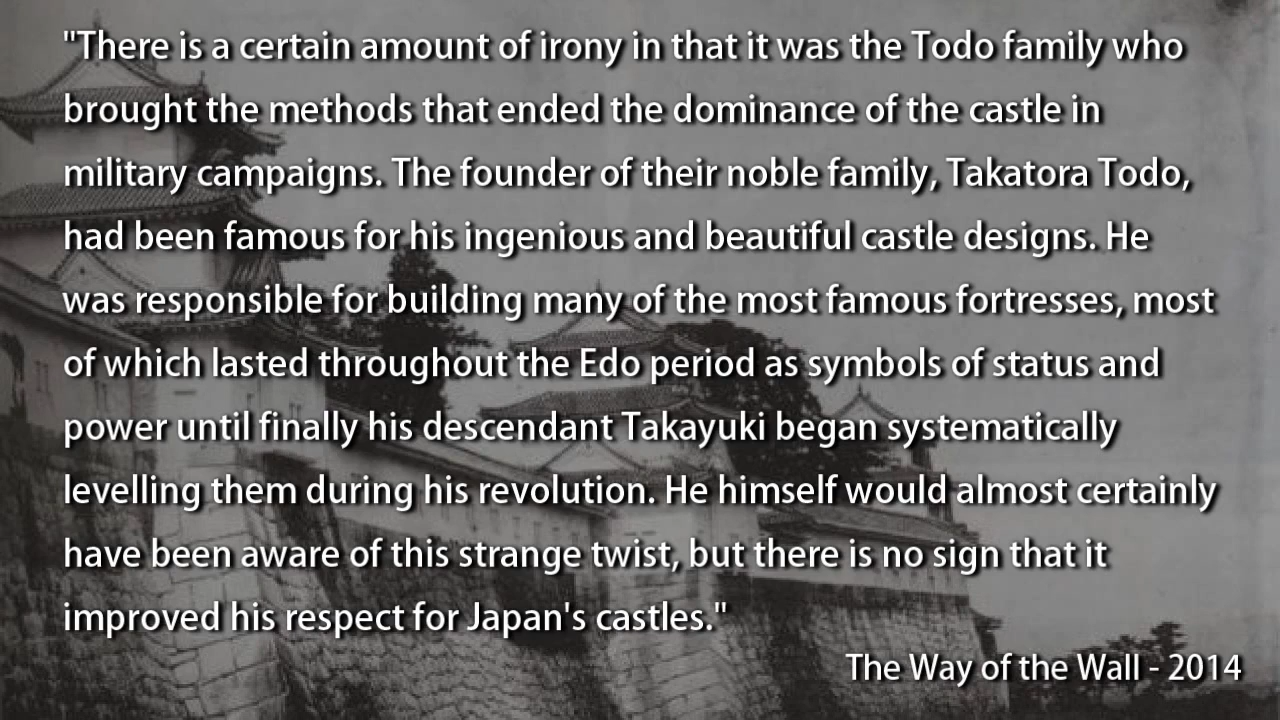 "There is a certain amount of irony in that it was the Todo family who
brought the methods that ended the dominance of the castle in
military campaigns. The founder of their noble family, Takatora Todo,
had been famous for his ingenious and beautiful castle designs. He
was responsible for building many of the most famous fortresses, most
of which lasted throughout the Edo period as symbols of status and
power until finally his descendant Takayuki began systematically
levelling them during his revolution. He himself would almost certainly
have been aware of this strange twist, but there is no sign that it
improved his respect for Japan's castles."
The Way of the Wall - 2014